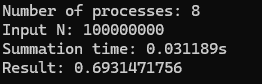 Number of processes: 8
Input N: 100000000
Summation time: 0.031189s
Result: 0.6931471756